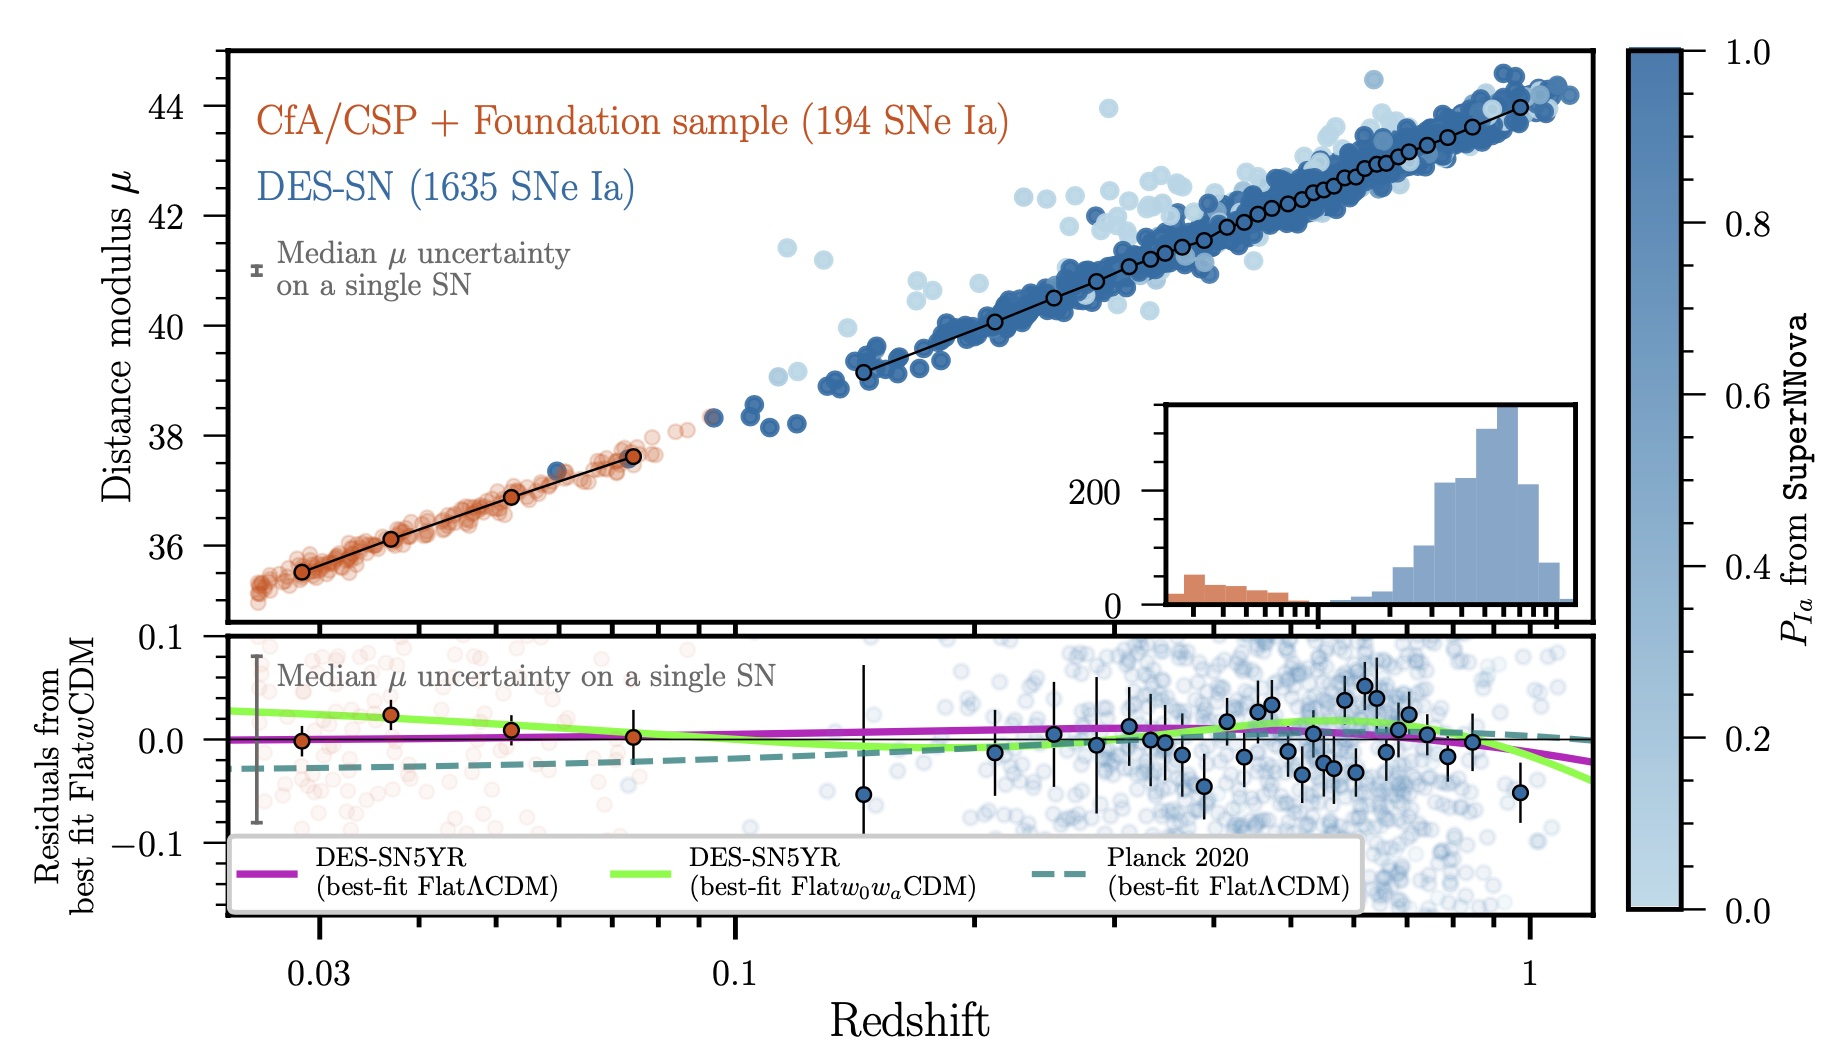 44
42
40
38
36
Distance modulus μ
CfA/CSP + Foundation sample (194 SNe Ia)
DES-SN (1635 SNe Ia)
Median μ uncertainty
on a single SN
200
0
1.0
0.8
0.6
0.4
0.2
0.0
P_{Ia} from SuperNNova
0.1
0.0
−0.1
Residuals from
best fit FlatwCDM
Median μ uncertainty on a single SN
DES-SN5YR
(best-fit FlatΛCDM)
DES-SN5YR
(best-fit Flatw₀wₐCDM)
Planck 2020
(best-fit FlatΛCDM)
0.03
0.1
1
Redshift